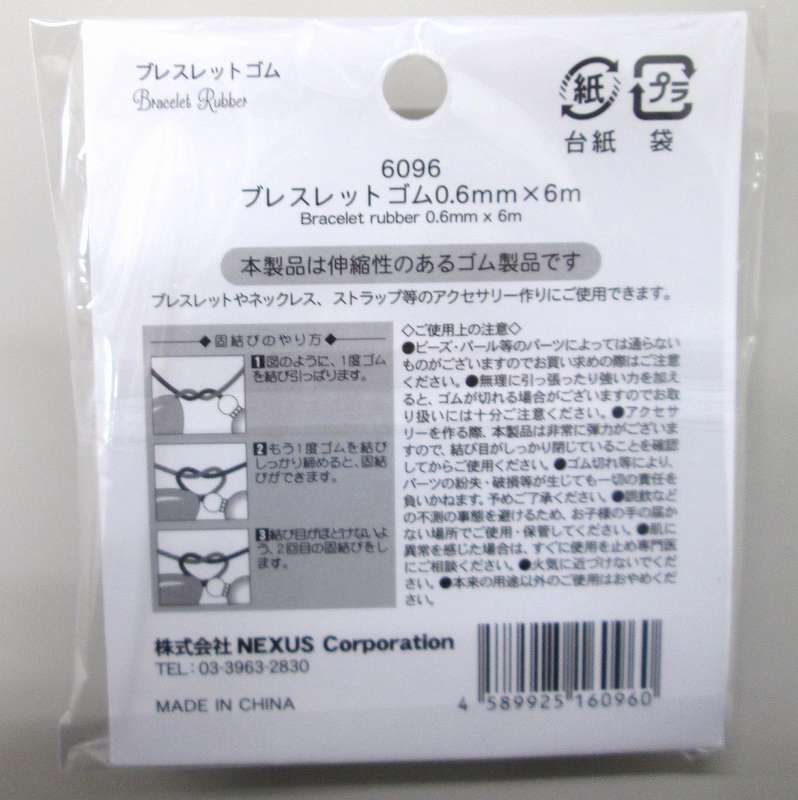 ブレスレットゴム
Bracelet Rubber
紙
プラ
台紙
袋
6096
ブレスレットゴム0.6mm×6m
Bracelet rubber 0.6mm x 6m
本製品は伸縮性のあるゴム製品です
ブレスレットやネックレス、ストラップ等のアクセサリー作りにご使用できます。
◆固結びのやり方◆
1図のように、1度ゴム
を結び引っぱります。
2もう1度ゴムを結び
しっかり締めると、固結
びができます。
3結び目がほどけないよ
う、2回目の固結びをし
ます。
◇ご使用上の注意◇
●ビーズ・パール等のパーツによっては通らない
ものがございますのでお買い求めの際はご注意
ください。●無理に引っ張ったり強い力を加え
ると、ゴムが切れる場合がございますのでお取
り扱いには十分ご注意ください。●アクセサ
リーを作る際、本製品は非常に弾力がございま
すので、結び目がしっかり閉じていることを確認
してからご使用ください。●ゴム切れ等により、
パーツの紛失・破損等が生じても一切の責任を
負いかねます。予めご了承ください。●誤飲など
の不測の事態を避けるため、お子様の手の届か
ない場所でご使用・保管してください。●肌に
異常を感じた場合は、すぐに使用を止め専門医
にご相談ください。●火気に近づけないでくだ
さい。●本来の用途以外のご使用はおやめくだ
さい。
株式会社 NEXUS Corporation
TEL:03-3963-2830
MADE IN CHINA
4 589925 160960